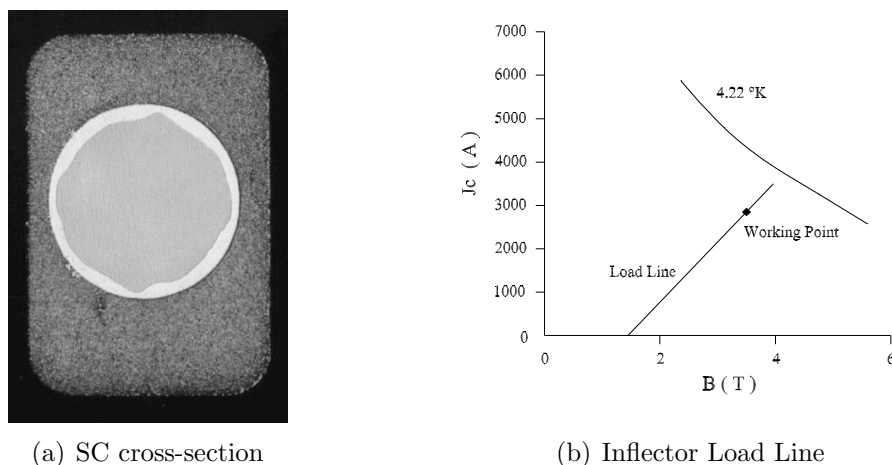 7000
6000
5000
4000
3000
2000
1000
0
Jc ( A )
4.22 °K
Working Point
Load Line
0
2
4
6
B ( T )
(a) SC cross-section
(b) Inflector Load Line